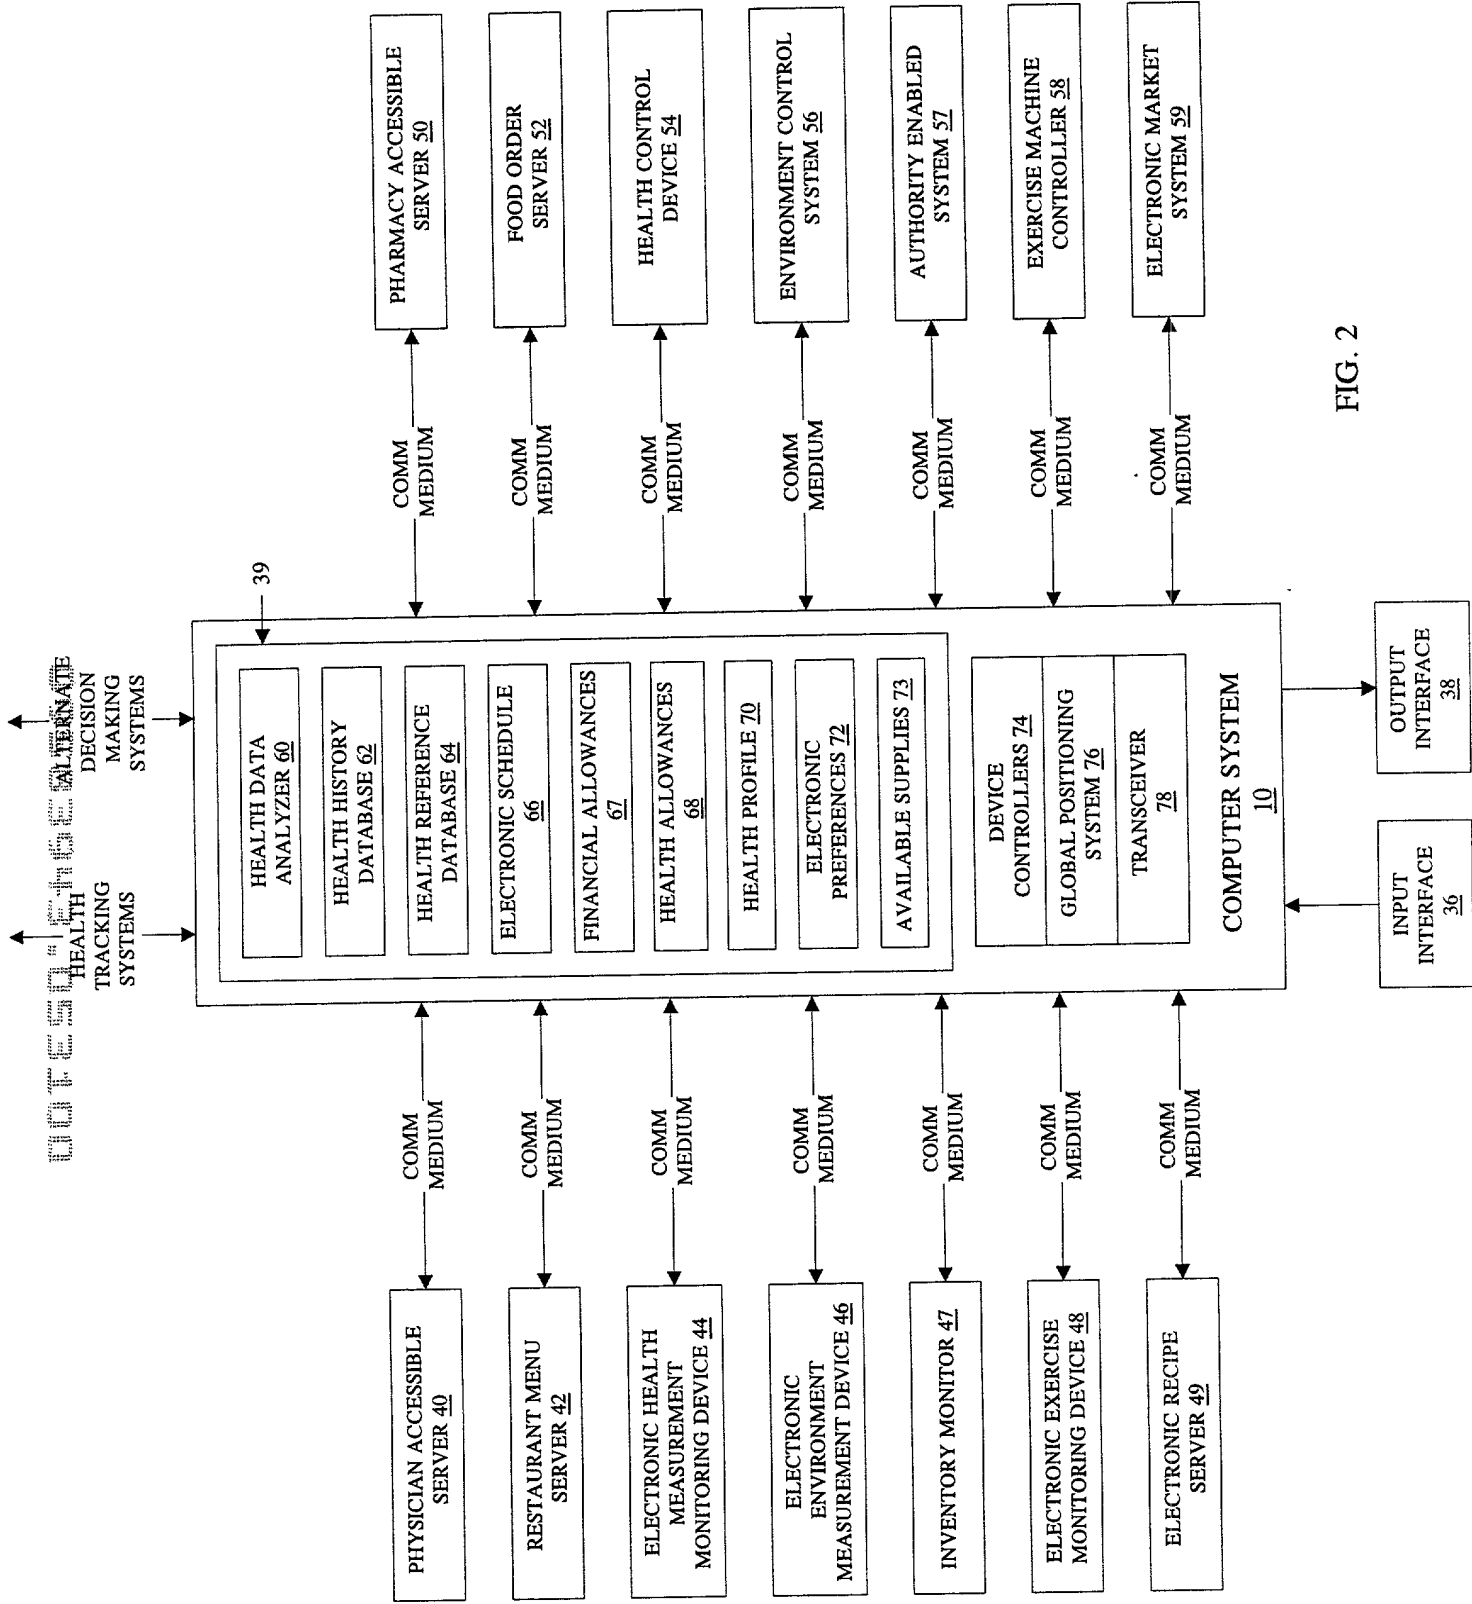 HEALTH
TRACKING
SYSTEMS
ALTERNATE
DECISION
MAKING
SYSTEMS
39
PHYSICIAN ACCESSIBLE
SERVER 40
COMM
MEDIUM
RESTAURANT MENU
SERVER 42
COMM
MEDIUM
ELECTRONIC HEALTH
MEASUREMENT
MONITORING DEVICE 44
COMM
MEDIUM
ELECTRONIC
ENVIRONMENT
MEASUREMENT DEVICE 46
COMM
MEDIUM
INVENTORY MONITOR 47
COMM
MEDIUM
ELECTRONIC EXERCISE
MONITORING DEVICE 48
COMM
MEDIUM
ELECTRONIC RECIPE
SERVER 49
COMM
MEDIUM
HEALTH DATA
ANALYZER 60
HEALTH HISTORY
DATABASE 62
HEALTH REFERENCE
DATABASE 64
ELECTRONIC SCHEDULE
66
FINANCIAL ALLOWANCES
67
HEALTH ALLOWANCES
68
HEALTH PROFILE 70
ELECTRONIC
PREFERENCES 72
AVAILABLE SUPPLIES 73
DEVICE
CONTROLLERS 74
GLOBAL POSITIONING
SYSTEM 76
TRANSCEIVER
78
COMPUTER SYSTEM
10
INPUT
INTERFACE
36
OUTPUT
INTERFACE
38
COMM
MEDIUM
PHARMACY ACCESSIBLE
SERVER 50
COMM
MEDIUM
FOOD ORDER
SERVER 52
COMM
MEDIUM
HEALTH CONTROL
DEVICE 54
COMM
MEDIUM
ENVIRONMENT CONTROL
SYSTEM 56
COMM
MEDIUM
AUTHORITY ENABLED
SYSTEM 57
COMM
MEDIUM
EXERCISE MACHINE
CONTROLLER 58
COMM
MEDIUM
ELECTRONIC MARKET
SYSTEM 59
FIG. 2